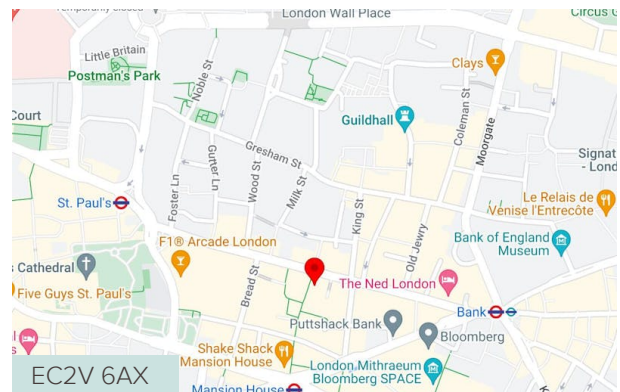 Temporarily closed
London Wall Place
Circus G
Little Britain
Postman's Park
Noble St
Clays
Court
Guildhall
Coleman St
Moorgate
Gresham St
Signat
- Lond
Gutter Ln
Wood St
Milk St
Foster Ln
King St
St. Paul's
Le Relais de
Venise l'Entrecôte
F1® Arcade London
Old Jewry
Bank of England
Museum
s Cathedral
Bread St
The Ned London
Five Guys St. Paul's
Bank
Puttshack Bank
Bloomberg
Shake Shack
Mansion House
London Mithraeum
Bloomberg SPACE
EC2V 6AX
Mansion House